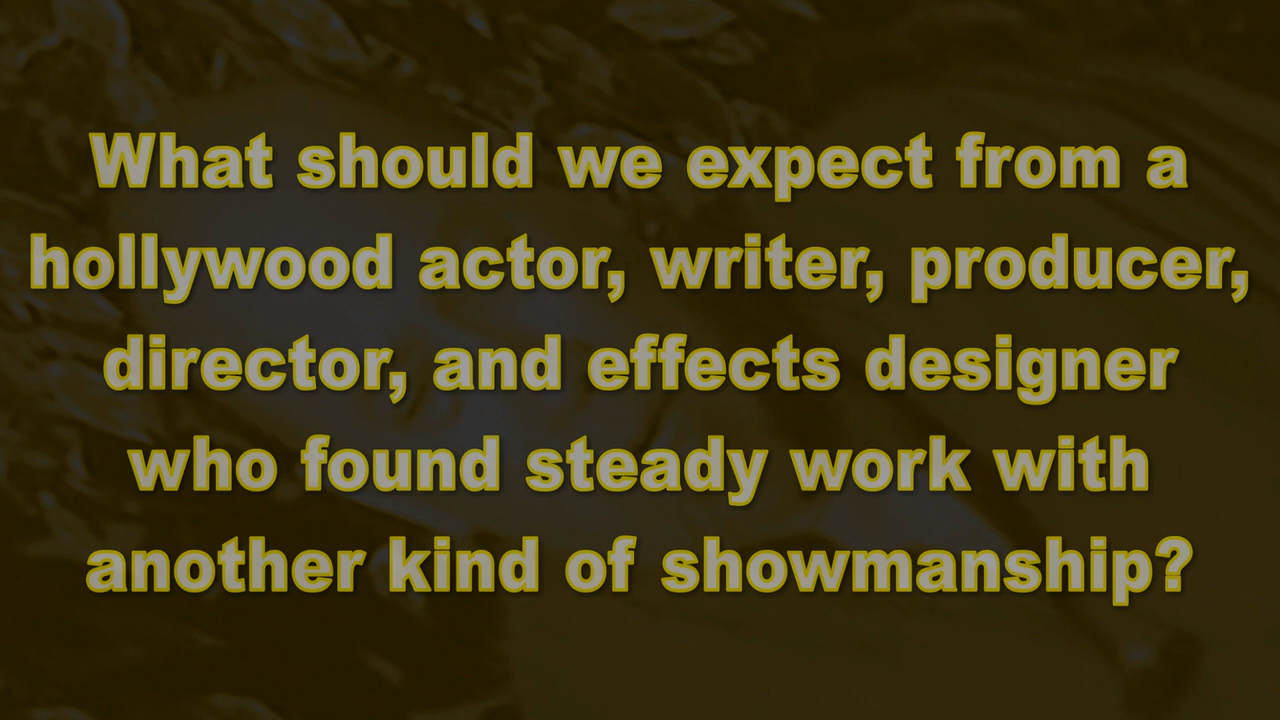 What should we expect from a
hollywood actor, writer, producer,
director, and effects designer
who found steady work with
another kind of showmanship?